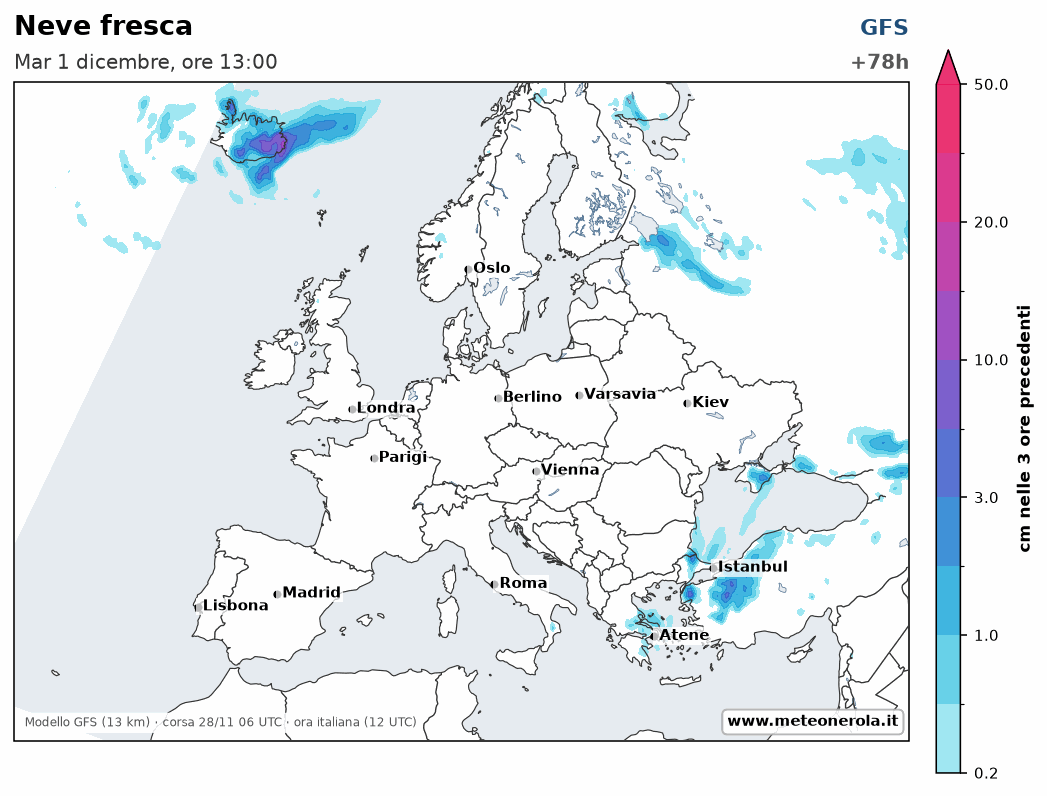 Neve fresca
GFS
Mar 1 dicembre, ore 13:00
+78h
50.0
20.0
10.0
3.0
1.0
0.2
cm nelle 3 ore precedenti
Oslo
Berlino
Varsavia
Kiev
Londra
Parigi
Vienna
Istanbul
Roma
Madrid
Lisbona
Atene
Modello GFS (13 km) · corsa 28/11 06 UTC · ora italiana (12 UTC)
www.meteonerola.it